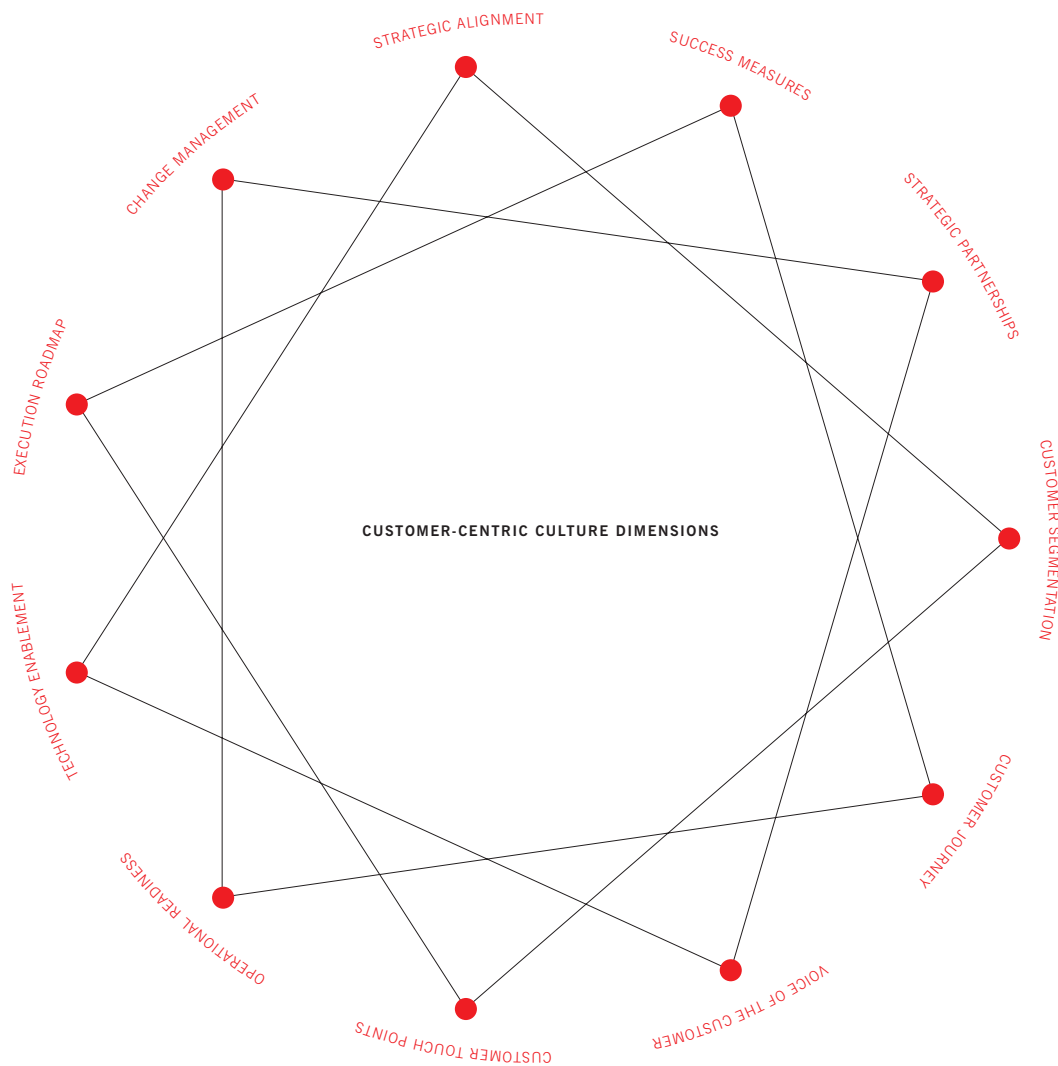 STRATEGIC ALIGNMENT
SUCCESS MEASURES
STRATEGIC PARTNERSHIPS
CUSTOMER SEGMENTATION
CUSTOMER JOURNEY
VOICE OF THE CUSTOMER
CUSTOMER TOUCH POINTS
OPERATIONAL READINESS
TECHNOLOGY ENABLEMENT
EXECUTION ROADMAP
CHANGE MANAGEMENT
CUSTOMER-CENTRIC CULTURE DIMENSIONS